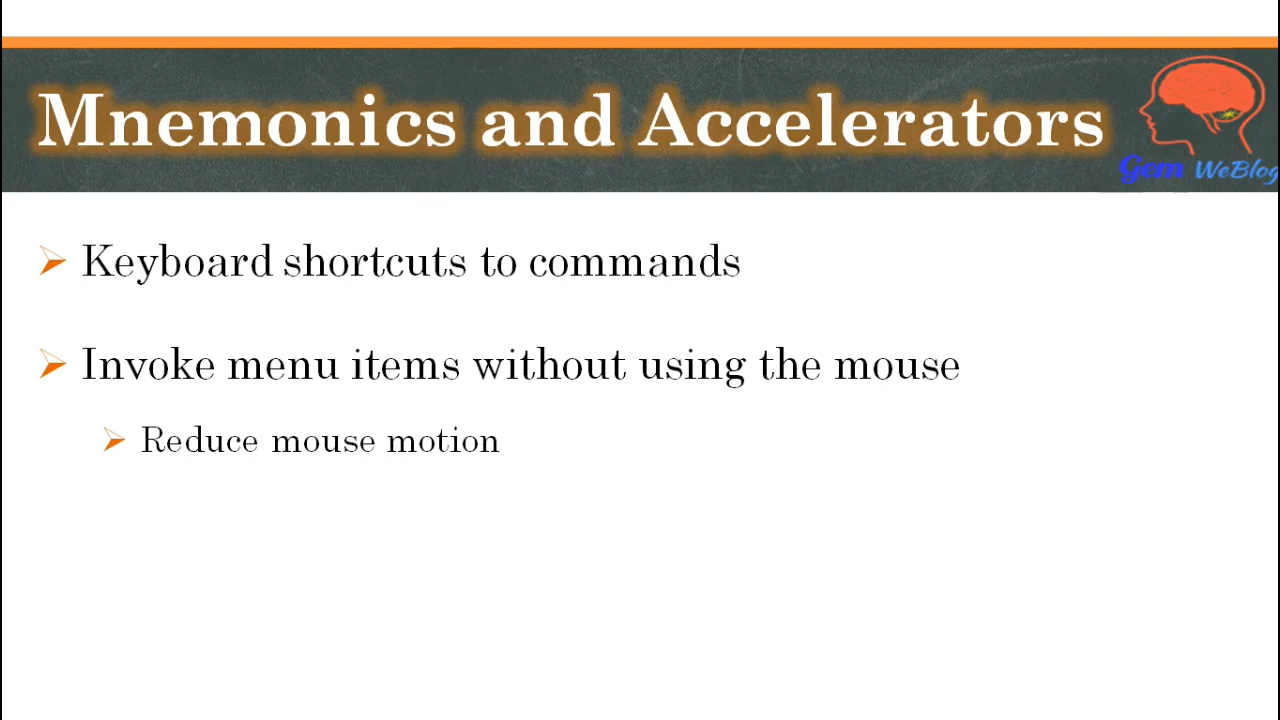 Mnemonics and Accelerators
Gem WeBlog
Keyboard shortcuts to commands
Invoke menu items without using the mouse
Reduce mouse motion